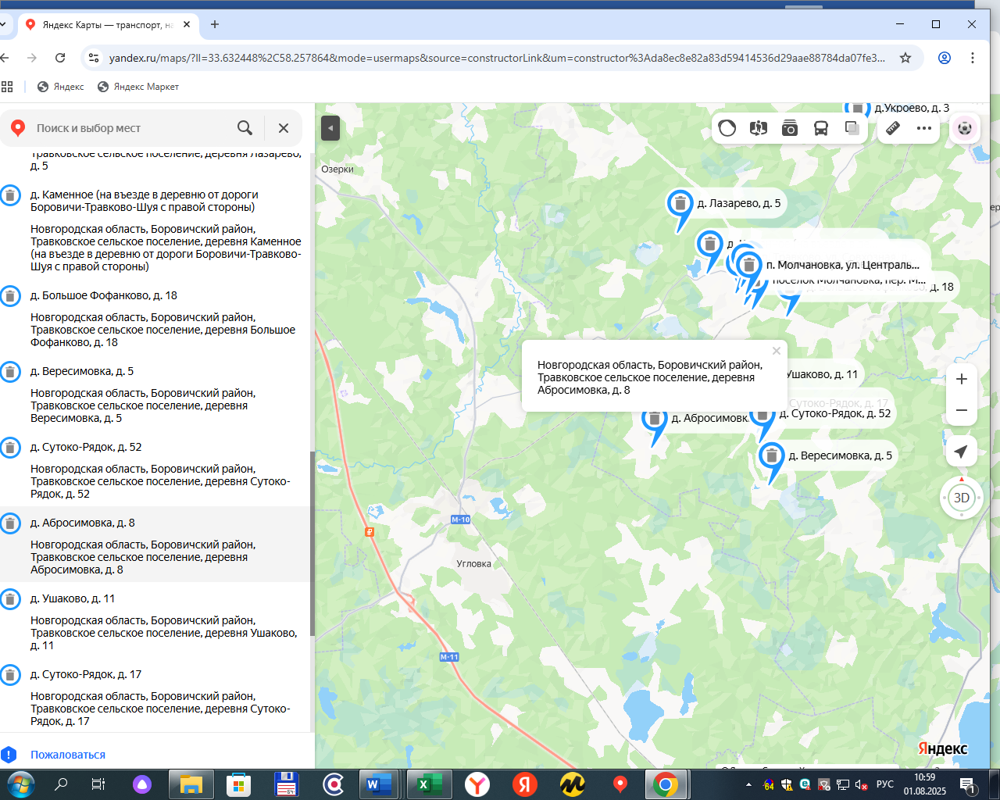 Яндекс Карты — транспорт, на
yandex.ru/maps/?ll=33.632448%2C58.257864&mode=usermaps&source=constructorLink&um=constructor%3Ada8ec8e82a83d59414536d29aae88784da07fe3...
Яндекс
Яндекс Маркет
Поиск и выбор мест
Травковское сельское поселение, деревня Лазарево,
д. 5
д. Каменное (на въезде в деревню от дороги
Боровичи-Травково-Шуя с правой стороны)
Новгородская область, Боровичский район,
Травковское сельское поселение, деревня Каменное
(на въезде в деревню от дороги Боровичи-Травково-
Шуя с правой стороны)
д. Большое Фофанково, д. 18
Новгородская область, Боровичский район,
Травковское сельское поселение, деревня Большое
Фофанково, д. 18
д. Вересимовка, д. 5
Новгородская область, Боровичский район,
Травковское сельское поселение, деревня
Вересимовка, д. 5
д. Сутоко-Рядок, д. 52
Новгородская область, Боровичский район,
Травковское сельское поселение, деревня Сутоко-
Рядок, д. 52
д. Абросимовка, д. 8
Новгородская область, Боровичский район,
Травковское сельское поселение, деревня
Абросимовка, д. 8
д. Ушаково, д. 11
Новгородская область, Боровичский район,
Травковское сельское поселение, деревня Ушаково,
д. 11
д. Сутоко-Рядок, д. 17
Новгородская область, Боровичский район,
Травковское сельское поселение, деревня Сутоко-
Рядок, д. 17
Пожаловаться
д.Укроево, д. 3
Озерки
д. Лазарево, д. 5
п. Молчановка, ул. Централь...
поселок Молчановка, пер. М...
д. 18
Новгородская область, Боровичский район,
Травковское сельское поселение, деревня
Абросимовка, д. 8
Ушаково, д. 11
Сутоко-Рядок, д. 17
д. Сутоко-Рядок, д. 52
д. Абросимовк
д. Вересимовка, д. 5
3D
М-10
Угловка
М-11
Яндекс
64
РУС
10:59
01.08.2025
1